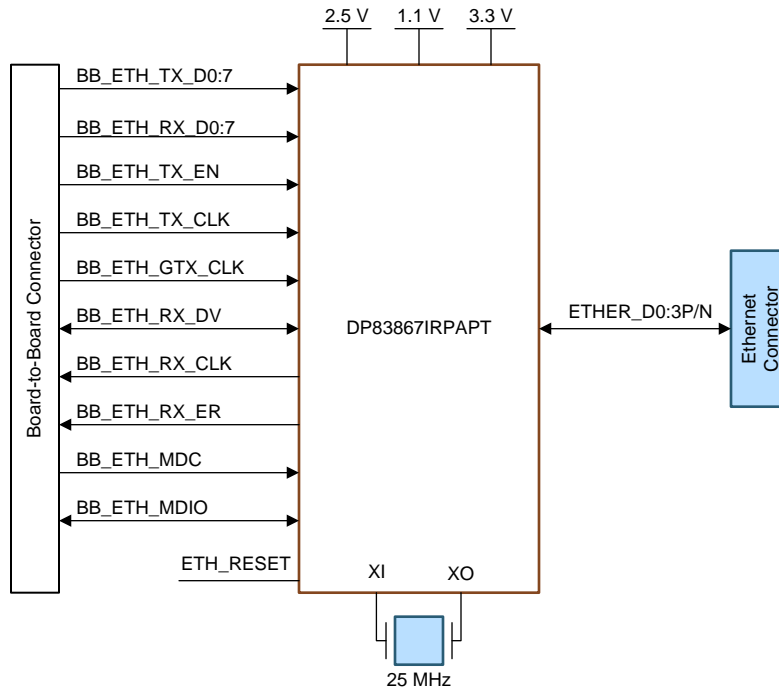 2.5 V 1.1 V 3.3 V
BB_ETH_TX_D0:7
BB_ETH_RX_D0:7
BB_ETH_TX_EN
BB_ETH_TX_CLK
BB_ETH_GTX_CLK
BB_ETH_RX_DV
BB_ETH_RX_CLK
BB_ETH_RX_ER
BB_ETH_MDC
BB_ETH_MDIO
ETH_RESET
Board-to-Board Connector
DP83867IRPAPT
ETHER_D0:3P/N
Ethernet
Connector
XI XO
25 MHz